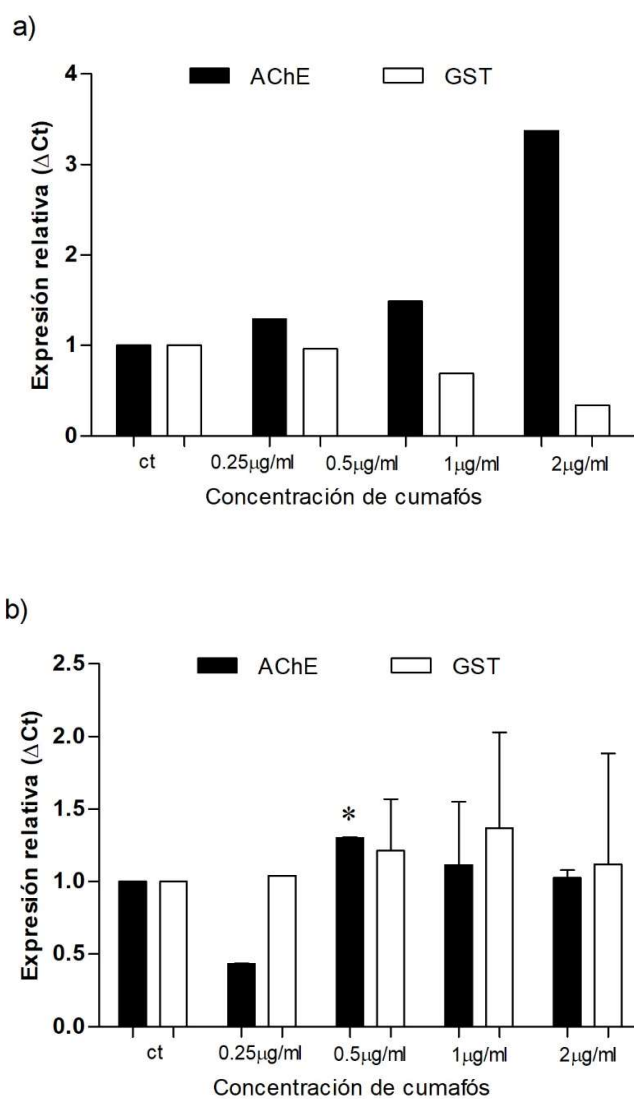 a)
AChE GST
4
3
2
1
0
Expresión relativa (ΔCt)
ct 0.25µg/ml 0.5µg/ml 1µg/ml 2µg/ml
Concentración de cumafós
b)
2.5
AChE GST
2.0
1.5
1.0
0.5
0.0
Expresión relativa (ΔCt)
*
ct 0.25µg/ml 0.5µg/ml 1µg/ml 2µg/ml
Concentración de cumafós